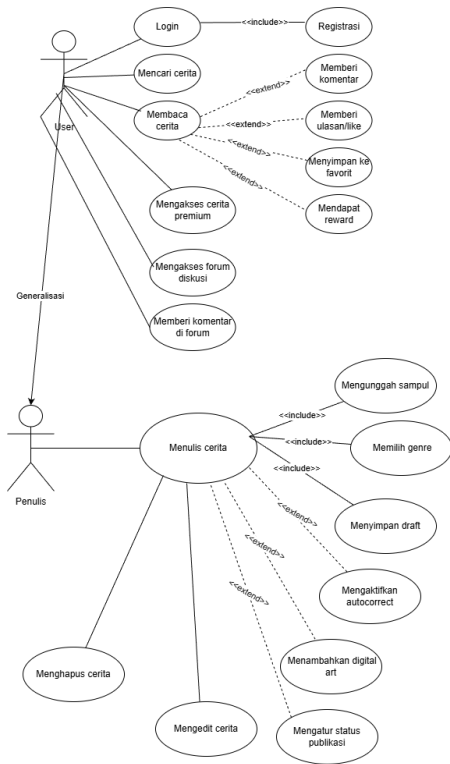 Login
<<include>>
Registrasi
Mencari cerita
Memberi
komentar
<<extend>>
User
Membaca
cerita
<<extend>>
Memberi
ulasan/like
<<extend>>
Menyimpan ke
favorit
<<extend>>
Mengakses cerita
premium
Mendapat
reward
Mengakses forum
diskusi
Generalisasi
Memberi komentar
di forum
Mengunggah sampul
<<include>>
Menulis cerita
<<include>>
Memilih genre
<<include>>
Penulis
Menyimpan draft
<<extend>>
<<extend>>
Mengaktifkan
autocorrect
<<extend>>
Menghapus cerita
Menambahkan digital
art
Mengedit cerita
Mengatur status
publikasi